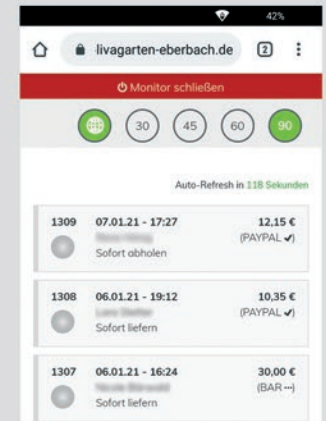 42%
livagarten-eberbach.de 2
Monitor schließen
30 45 60 90
Auto-Refresh in 118 Sekunden
1309 07.01.21 - 17:27 12,15 €
(PAYPAL ✔)
Sofort abholen
1308 06.01.21 - 19:12 10,35 €
(PAYPAL ✔)
Sofort liefern
1307 06.01.21 - 16:24 30,00 €
(BAR ···)
Sofort liefern